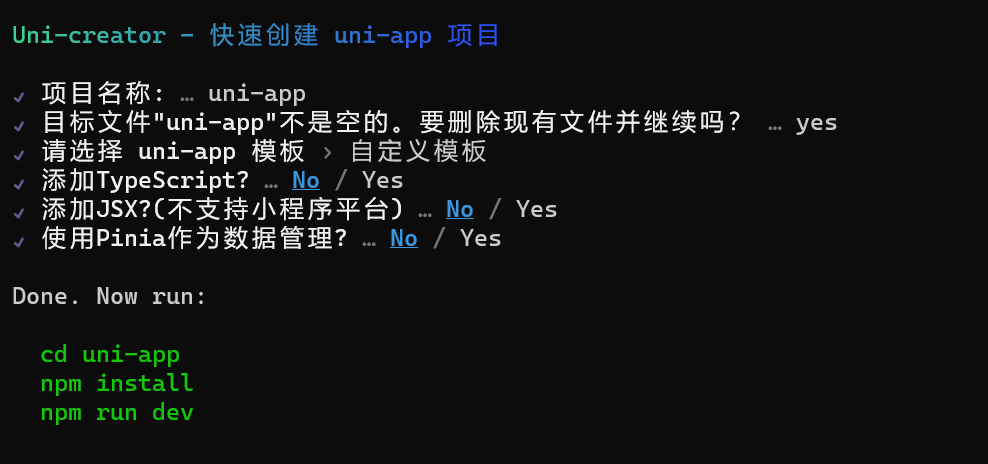 Uni-creator - 快速创建 uni-app 项目
✔ 项目名称: … uni-app
✔ 目标文件"uni-app"不是空的。要删除现有文件并继续吗? … yes
✔ 请选择 uni-app 模板 › 自定义模板
✔ 添加TypeScript? … No / Yes
✔ 添加JSX?(不支持小程序平台) … No / Yes
✔ 使用Pinia作为数据管理? … No / Yes
Done. Now run:
cd uni-app
npm install
npm run dev